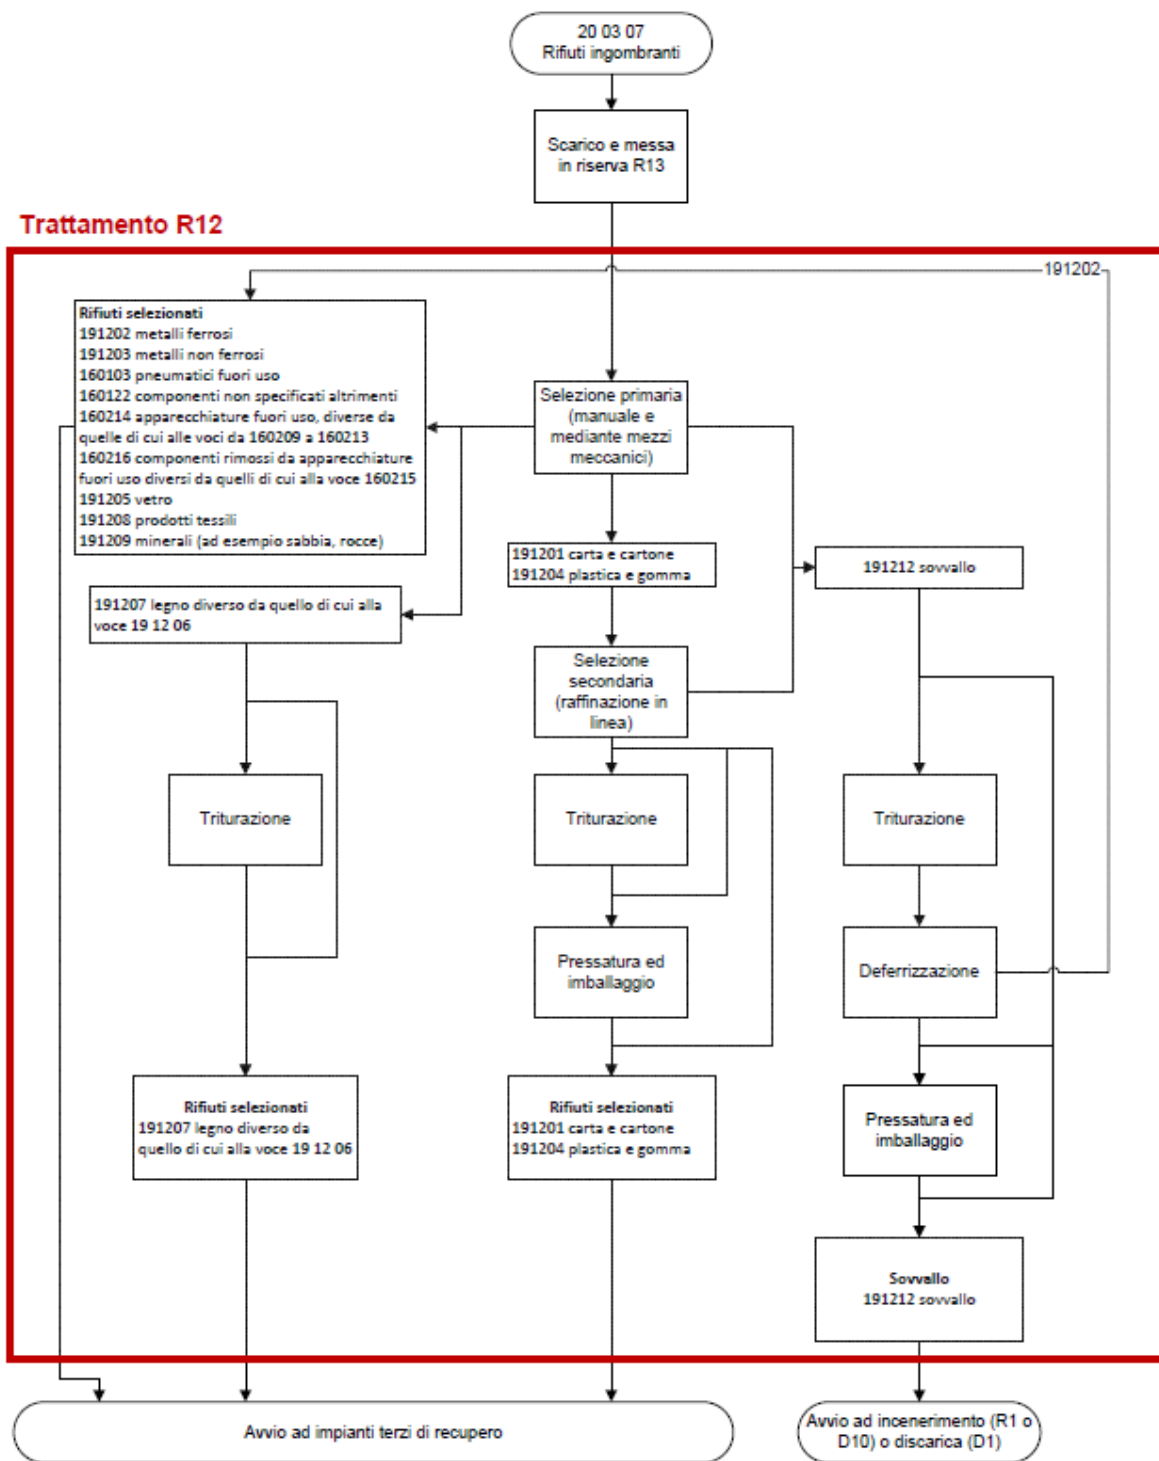 20 03 07
Rifiuti ingombranti
Scarico e messa
in riserva R13
Trattamento R12
191202
Rifiuti selezionati
191202 metalli ferrosi
191203 metalli non ferrosi
160103 pneumatici fuori uso
160122 componenti non specificati altrimenti
160214 apparecchiature fuori uso, diverse da
quelle di cui alle voci da 160209 a 160213
160216 componenti rimossi da apparecchiature
fuori uso diversi da quelli di cui alla voce 160215
191205 vetro
191208 prodotti tessili
191209 minerali (ad esempio sabbia, rocce)
Selezione primaria
(manuale e
mediante mezzi
meccanici)
191201 carta e cartone
191204 plastica e gomma
191212 sovvallo
191207 legno diverso da quello di cui alla
voce 19 12 06
Selezione
secondaria
(raffinazione in
linea)
Triturazione
Triturazione
Triturazione
Pressatura ed
imballaggio
Deferrizzazione
Rifiuti selezionati
191207 legno diverso da
quello di cui alla voce 19 12 06
Rifiuti selezionati
191201 carta e cartone
191204 plastica e gomma
Pressatura ed
imballaggio
Sovvallo
191212 sovvallo
Avvio ad impianti terzi di recupero
Avvio ad incenerimento (R1 o
D10) o discarica (D1)